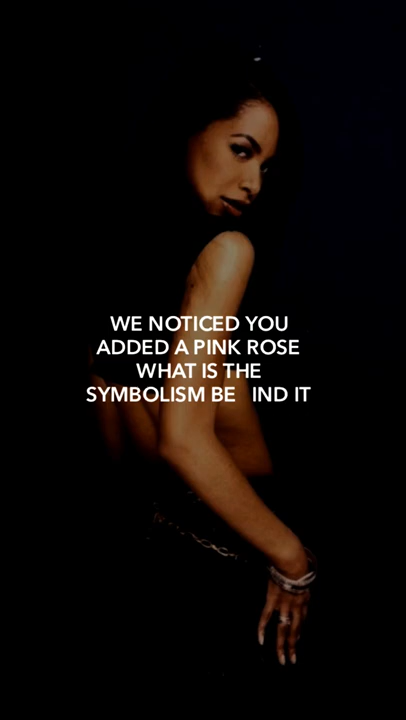 WE NOTICED YOU
ADDED A PINK ROSE
WHAT IS THE
SYMBOLISM BE IND IT